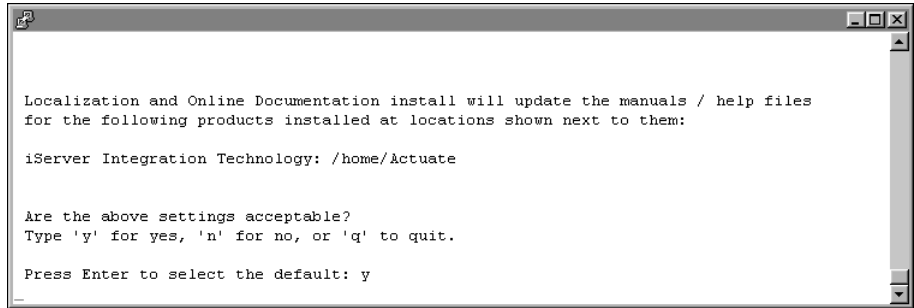 Localization and Online Documentation install will update the manuals / help files
for the following products installed at locations shown next to them:
iServer Integration Technology: /home/Actuate
Are the above settings acceptable?
Type 'y' for yes, 'n' for no, or 'q' to quit.
Press Enter to select the default: y